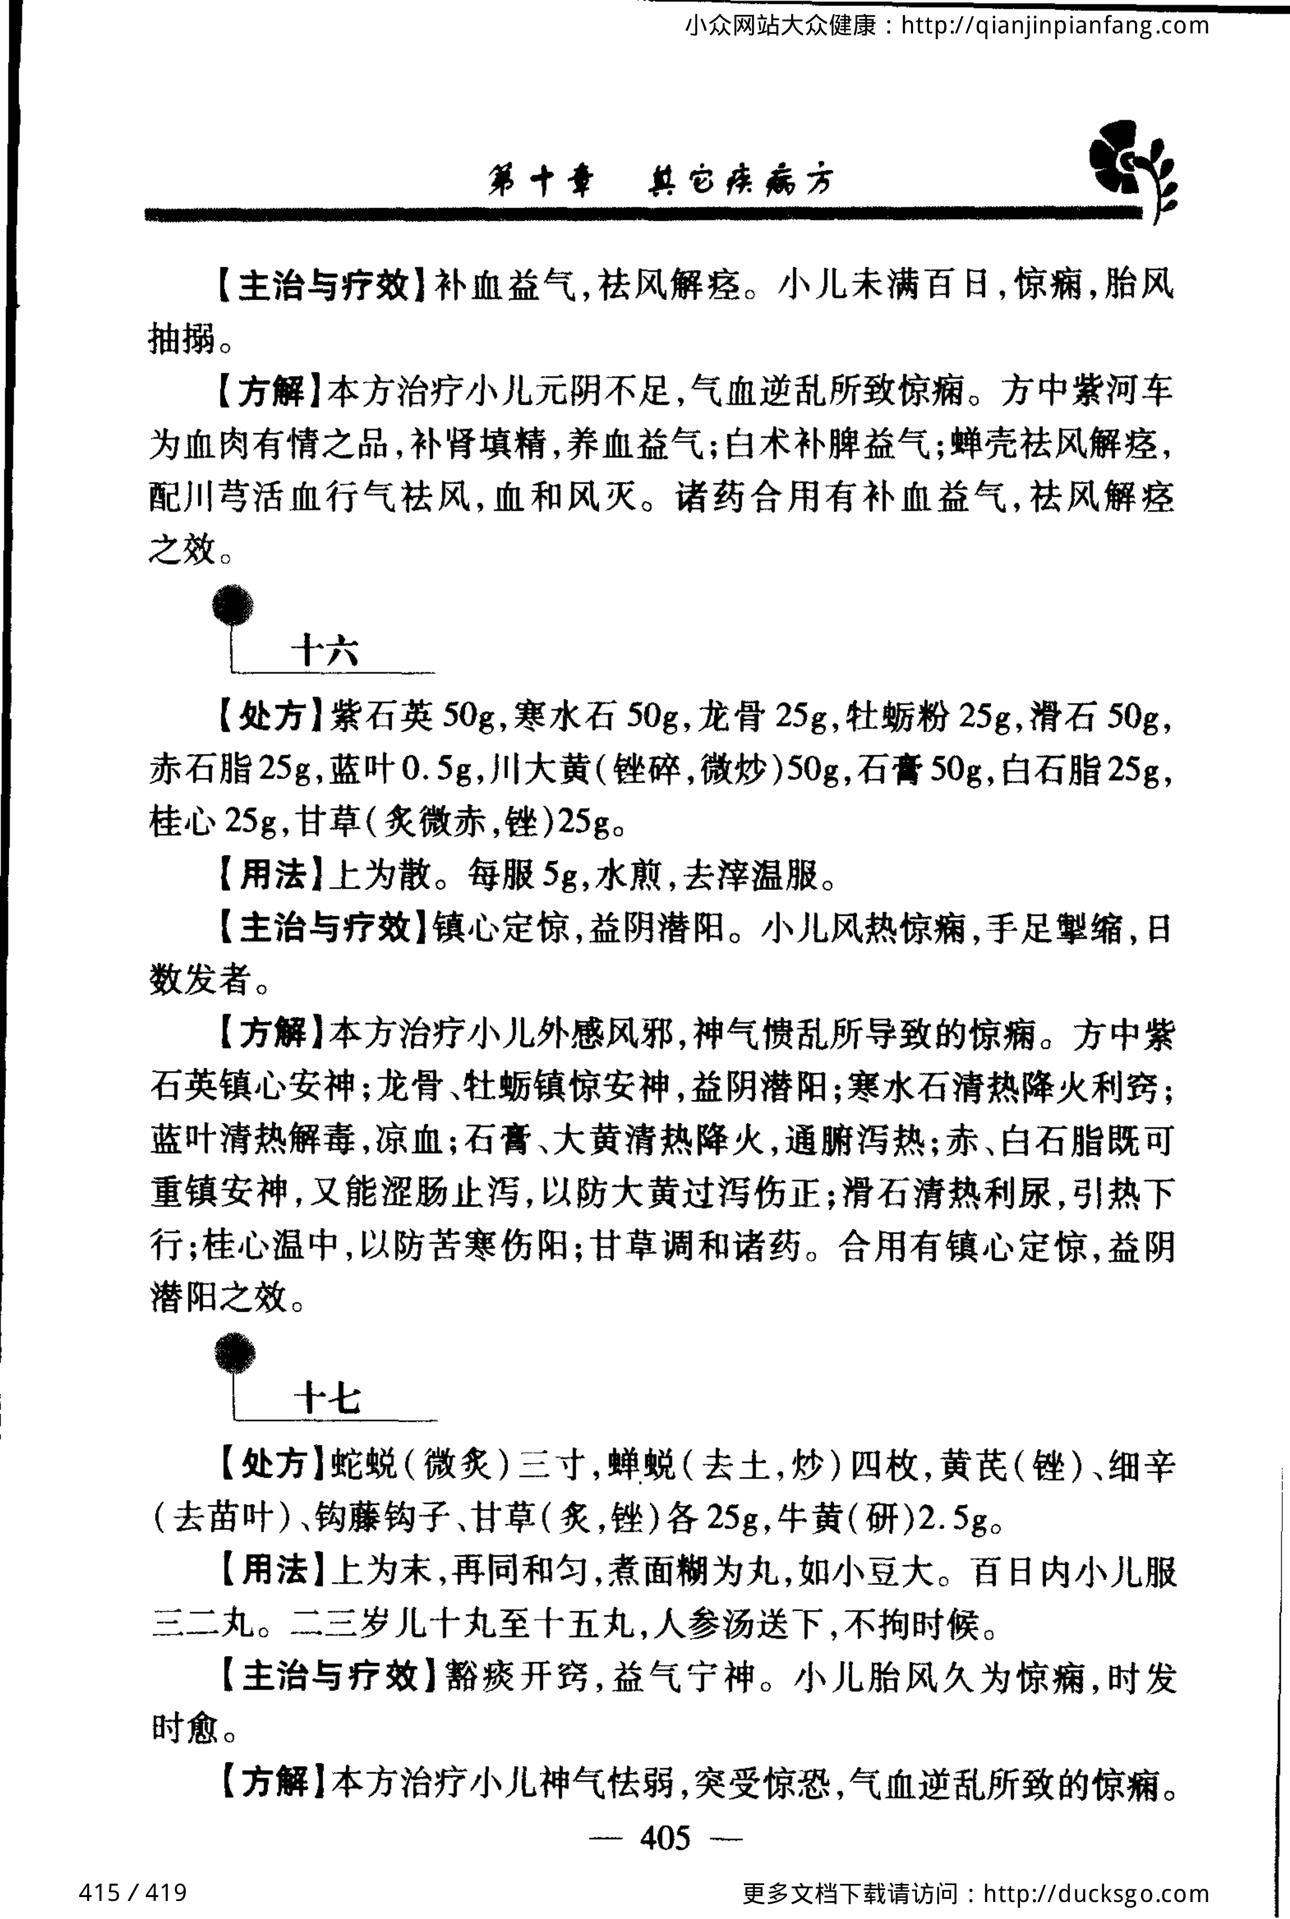 小众网站大众健康：http://qianjinpianfang.com
第十章 其它疾病方
【主治与疗效】补血益气,祛风解痉。小儿未满百日,惊痫,胎风
抽搦。
【方解】本方治疗小儿元阴不足,气血逆乱所致惊痫。方中紫河车
为血肉有情之品,补肾填精,养血益气;白术补脾益气;蝉壳祛风解痉,
配川芎活血行气祛风,血和风灭。诸药合用有补血益气,祛风解痉
之效。
十六
【处方】紫石英 50g,寒水石 50g,龙骨 25g,牡蛎粉 25g,滑石 50g,
赤石脂 25g,蓝叶 0.5g,川大黄(锉碎,微炒)50g,石膏 50g,白石脂 25g,
桂心 25g,甘草(炙微赤,锉)25g。
【用法】上为散。每服 5g,水煎,去滓温服。
【主治与疗效】镇心定惊,益阴潜阳。小儿风热惊痫,手足掣缩,日
数发者。
【方解】本方治疗小儿外感风邪,神气愦乱所导致的惊痫。方中紫
石英镇心安神;龙骨、牡蛎镇惊安神,益阴潜阳;寒水石清热降火利窍;
蓝叶清热解毒,凉血;石膏、大黄清热降火,通腑泻热;赤、白石脂既可
重镇安神,又能涩肠止泻,以防大黄过泻伤正;滑石清热利尿,引热下
行;桂心温中,以防苦寒伤阳;甘草调和诸药。合用有镇心定惊,益阴
潜阳之效。
十七
【处方】蛇蜕(微炙)三寸,蝉蜕(去土,炒)四枚,黄芪(锉)、细辛
(去苗叶)、钩藤钩子、甘草(炙,锉)各 25g,牛黄(研)2.5g。
【用法】上为末,再同和匀,煮面糊为丸,如小豆大。百日内小儿服
三二丸。二三岁儿十丸至十五丸,人参汤送下,不拘时候。
【主治与疗效】豁痰开窍,益气宁神。小儿胎风久为惊痫,时发
时愈。
【方解】本方治疗小儿神气怯弱,突受惊恐,气血逆乱所致的惊痫。
— 405 —
415 / 419
更多文档下载请访问：http://ducksgo.com